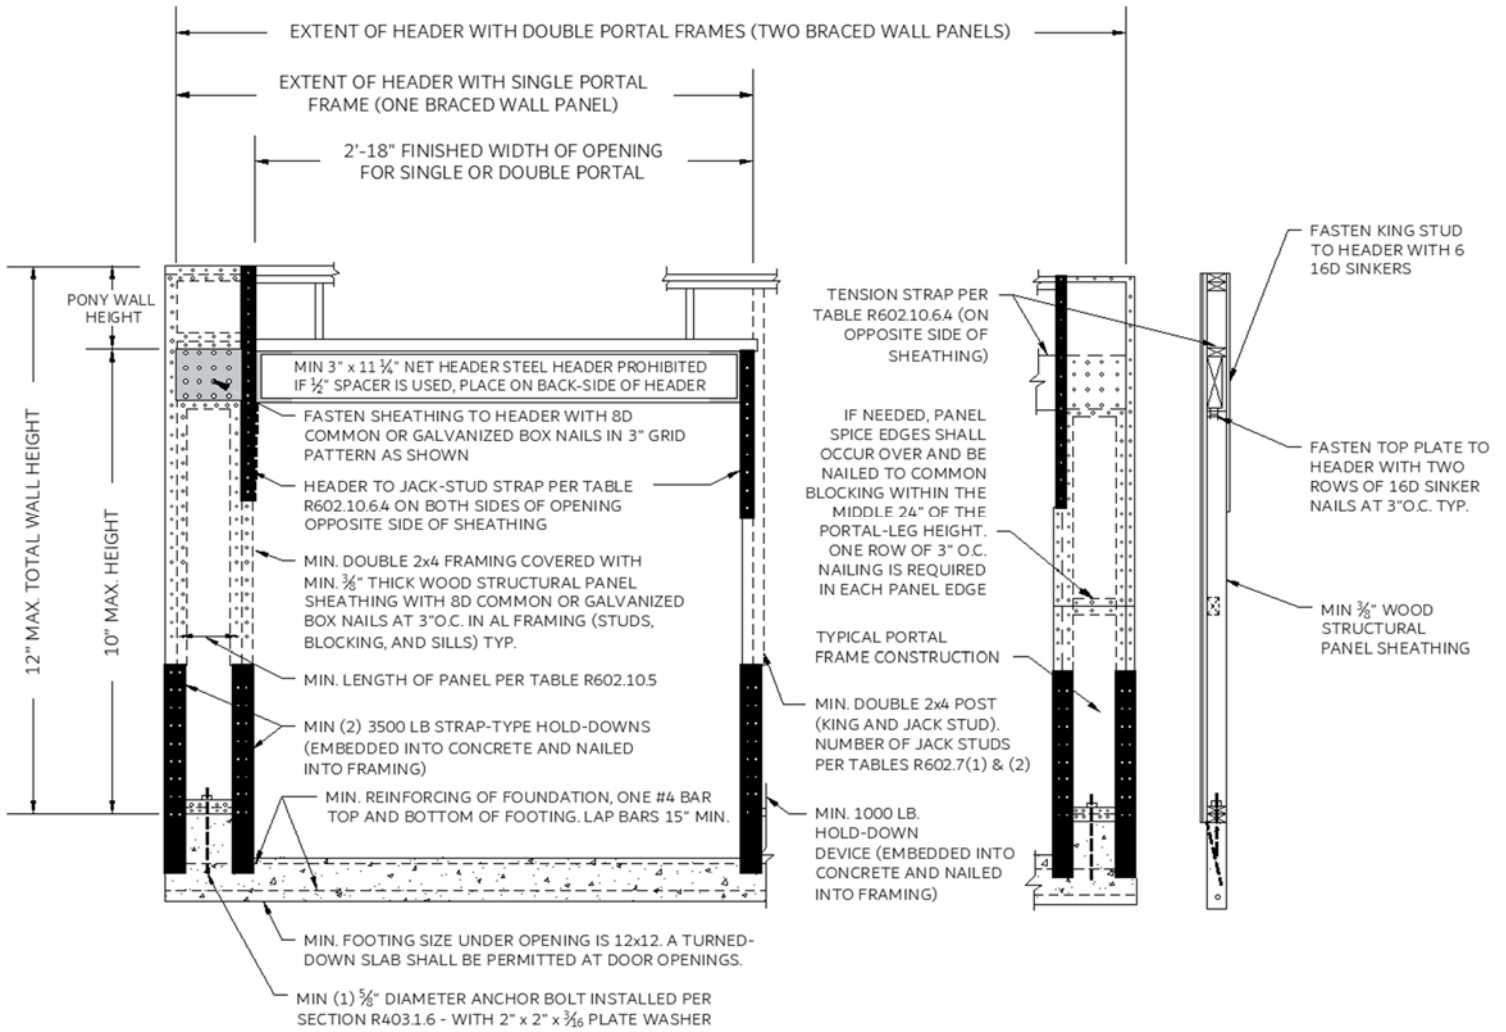 EXTENT OF HEADER WITH DOUBLE PORTAL FRAMES (TWO BRACED WALL PANELS)
EXTENT OF HEADER WITH SINGLE PORTAL
FRAME (ONE BRACED WALL PANEL)
2'-18" FINISHED WIDTH OF OPENING
FOR SINGLE OR DOUBLE PORTAL
PONY WALL
HEIGHT
12" MAX. TOTAL WALL HEIGHT
10" MAX. HEIGHT
MIN 3" x 11 ¼" NET HEADER STEEL HEADER PROHIBITED
IF ½" SPACER IS USED, PLACE ON BACK-SIDE OF HEADER
FASTEN SHEATHING TO HEADER WITH 8D
COMMON OR GALVANIZED BOX NAILS IN 3" GRID
PATTERN AS SHOWN
HEADER TO JACK-STUD STRAP PER TABLE
R602.10.6.4 ON BOTH SIDES OF OPENING
OPPOSITE SIDE OF SHEATHING
MIN. DOUBLE 2x4 FRAMING COVERED WITH
MIN. ⅜" THICK WOOD STRUCTURAL PANEL
SHEATHING WITH 8D COMMON OR GALVANIZED
BOX NAILS AT 3"O.C. IN AL FRAMING (STUDS,
BLOCKING, AND SILLS) TYP.
MIN. LENGTH OF PANEL PER TABLE R602.10.5
MIN (2) 3500 LB STRAP-TYPE HOLD-DOWNS
(EMBEDDED INTO CONCRETE AND NAILED
INTO FRAMING)
MIN. REINFORCING OF FOUNDATION, ONE #4 BAR
TOP AND BOTTOM OF FOOTING. LAP BARS 15" MIN.
MIN. FOOTING SIZE UNDER OPENING IS 12x12. A TURNED-
DOWN SLAB SHALL BE PERMITTED AT DOOR OPENINGS.
MIN (1) ⅝" DIAMETER ANCHOR BOLT INSTALLED PER
SECTION R403.1.6 - WITH 2" x 2" x 3⁄16 PLATE WASHER
TENSION STRAP PER
TABLE R602.10.6.4 (ON
OPPOSITE SIDE OF
SHEATHING)
IF NEEDED, PANEL
SPICE EDGES SHALL
OCCUR OVER AND BE
NAILED TO COMMON
BLOCKING WITHIN THE
MIDDLE 24" OF THE
PORTAL-LEG HEIGHT.
ONE ROW OF 3" O.C.
NAILING IS REQUIRED
IN EACH PANEL EDGE
TYPICAL PORTAL
FRAME CONSTRUCTION
MIN. DOUBLE 2x4 POST
(KING AND JACK STUD).
NUMBER OF JACK STUDS
PER TABLES R602.7(1) & (2)
MIN. 1000 LB.
HOLD-DOWN
DEVICE (EMBEDDED INTO
CONCRETE AND NAILED
INTO FRAMING)
FASTEN KING STUD
TO HEADER WITH 6
16D SINKERS
FASTEN TOP PLATE TO
HEADER WITH TWO
ROWS OF 16D SINKER
NAILS AT 3"O.C. TYP.
MIN ⅜" WOOD
STRUCTURAL
PANEL SHEATHING